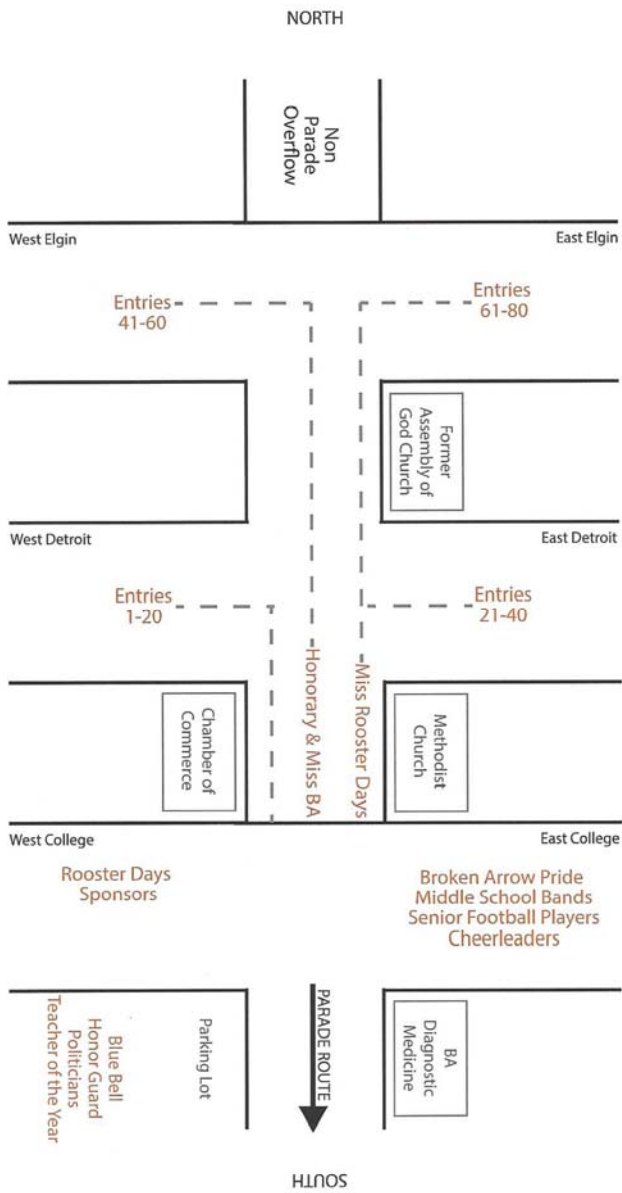 NORTH
Non
Parade
Overflow
West Elgin
East Elgin
Entries
41-60
Entries
61-80
Former
Assembly of
God Church
West Detroit
East Detroit
Entries
1-20
Entries
21-40
Chamber of
Commerce
Honorary & Miss BA
Miss Rooster Days
Methodist
Church
West College
East College
Rooster Days
Sponsors
Broken Arrow Pride
Middle School Bands
Senior Football Players
Cheerleaders
Blue Bell
Honor Guard
Politicians
Teacher of the Year
Parking Lot
PARADE ROUTE
BA
Diagnostic
Medicine
SOUTH